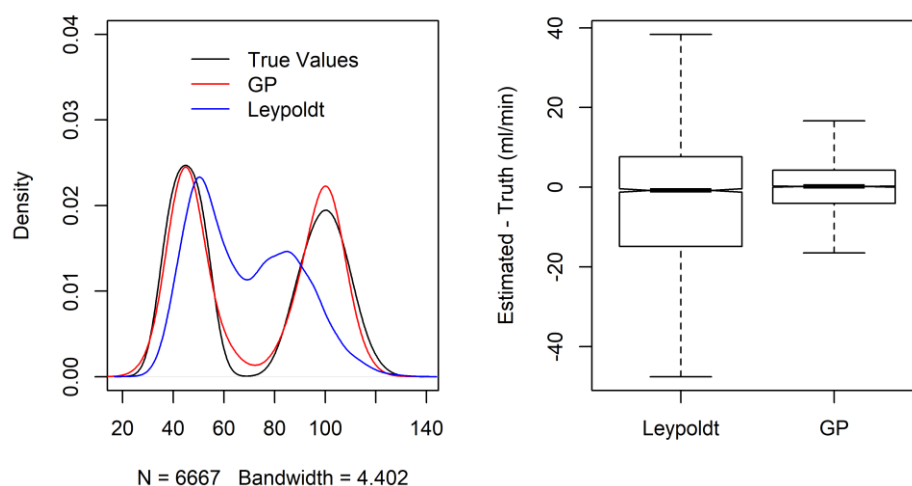 True Values
GP
Leypoldt
Density
0.00
0.01
0.02
0.03
0.04
20
40
60
80
100
140
N = 6667 Bandwidth = 4.402
Estimated - Truth (ml/min)
-40
-20
0
20
40
Leypoldt
GP